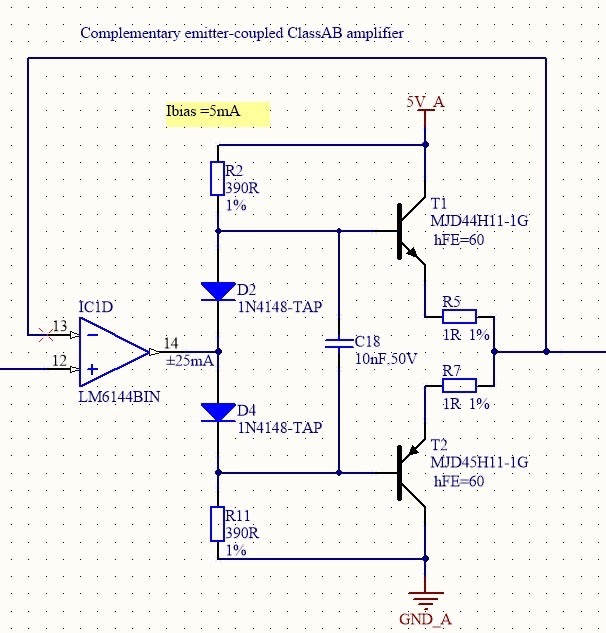 Complementary emitter-coupled ClassAB amplifier
Ibias =5mA
5V_A
R2
390R
1%
T1
MJD44H11-1G
hFE=60
D2
1N4148-TAP
IC1D
13
14
±25mA
12
LM6144BIN
R5
1R 1%
C18
10nF,50V
R7
1R 1%
D4
1N4148-TAP
T2
MJD45H11-1G
hFE=60
R11
390R
1%
GND_A